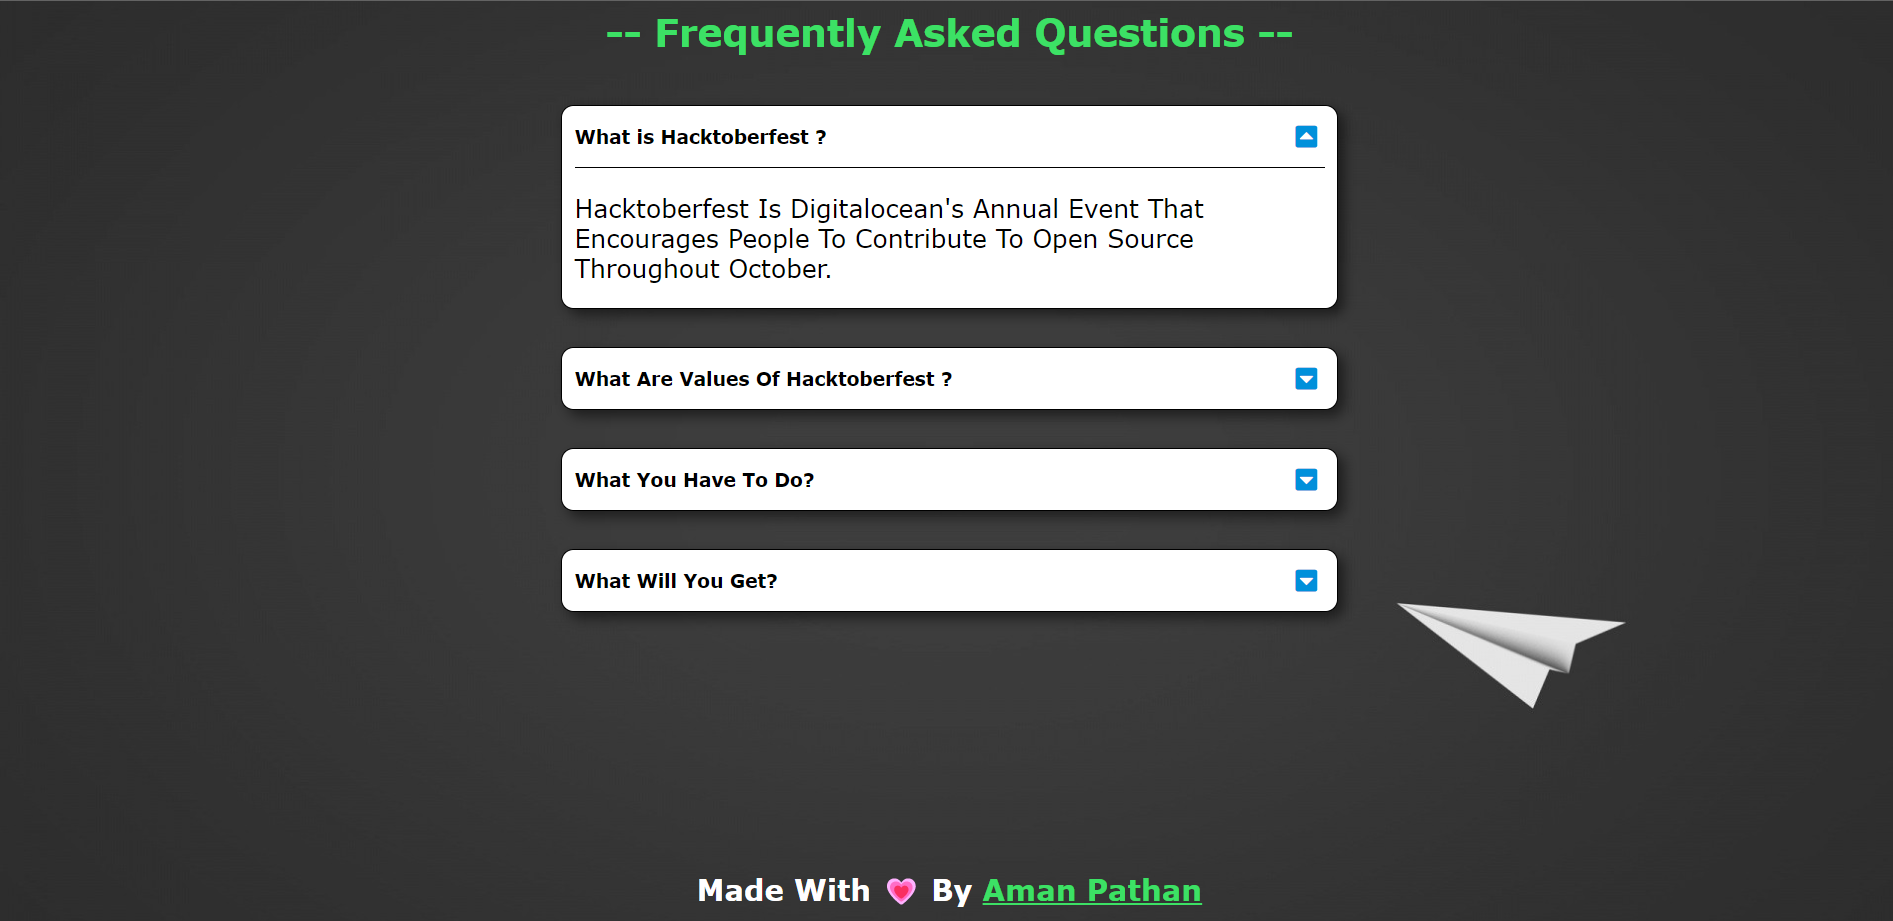 -- Frequently Asked Questions --
What is Hacktoberfest ?
Hacktoberfest Is Digitalocean's Annual Event That
Encourages People To Contribute To Open Source
Throughout October.
What Are Values Of Hacktoberfest ?
What You Have To Do?
What Will You Get?
Made With 💗 By Aman Pathan